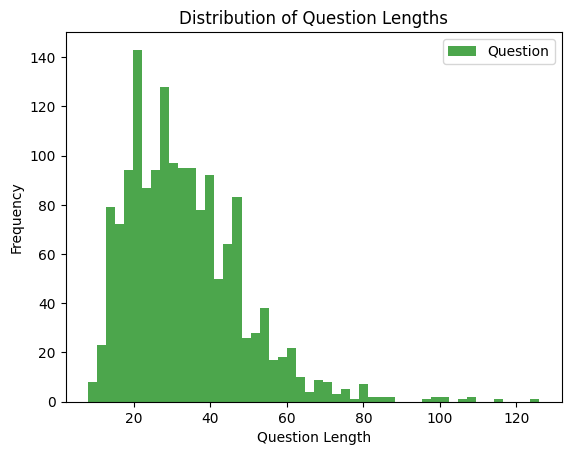 Distribution of Question Lengths
Question
140
120
100
80
60
40
20
0
Frequency
20 40 60 80 100 120
Question Length